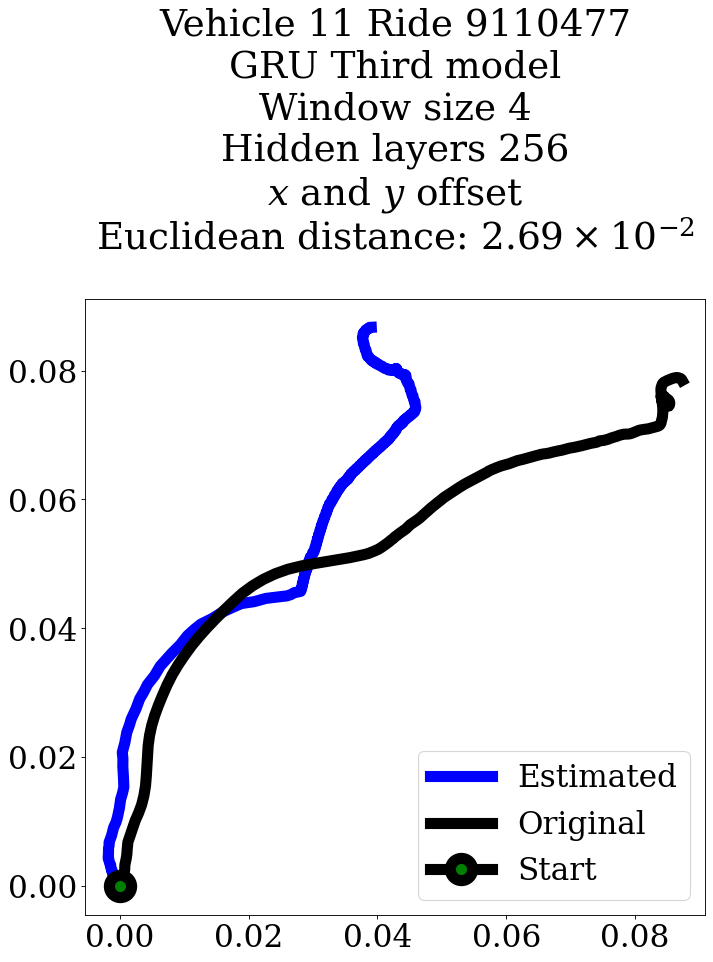 Vehicle 11 Ride 9110477
GRU Third model
Window size 4
Hidden layers 256
x and y offset
Euclidean distance: 2.69 × 10⁻²
0.08
0.06
0.04
0.02
0.00
Estimated
Original
Start
0.00 0.02 0.04 0.06 0.08